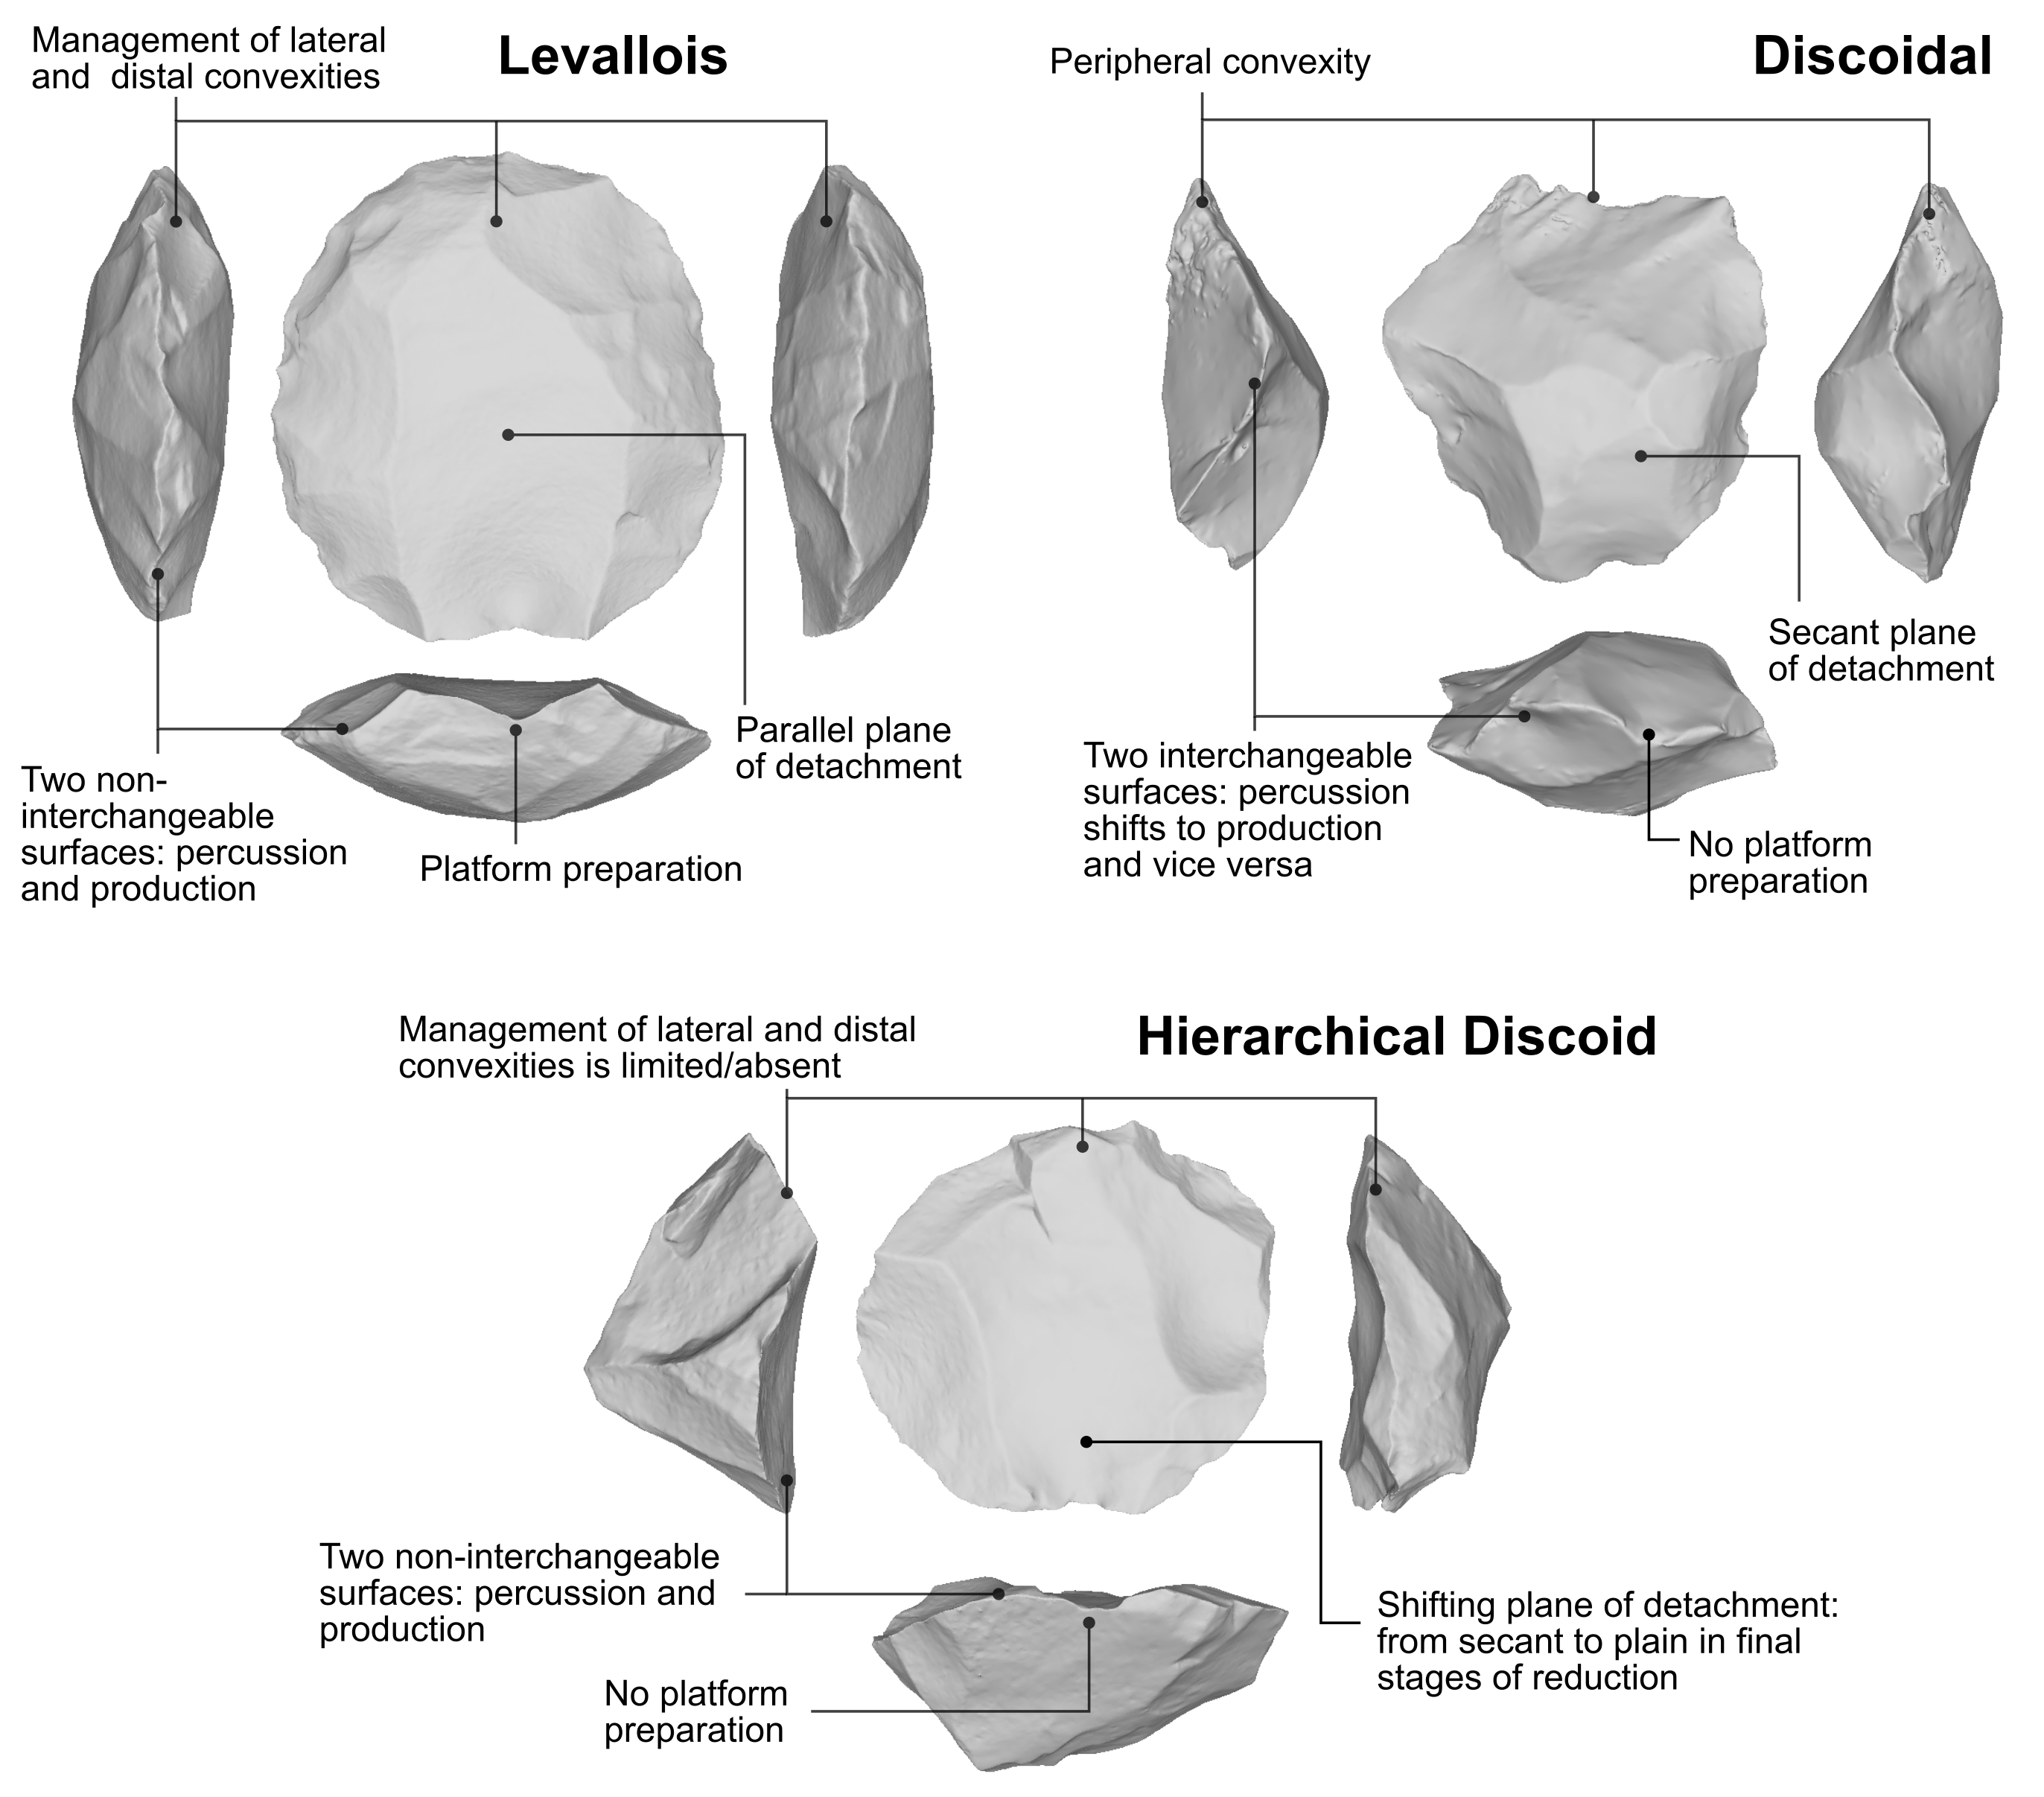 Levallois
Management of lateral
and distal convexities
Parallel plane
of detachment
Two non-
interchangeable
surfaces: percussion
and production
Platform preparation
Discoidal
Peripheral convexity
Secant plane
of detachment
Two interchangeable
surfaces: percussion
shifts to production
and vice versa
No platform
preparation
Hierarchical Discoid
Management of lateral and distal
convexities is limited/absent
Two non-interchangeable
surfaces: percussion and
production
Shifting plane of detachment:
from secant to plain in final
stages of reduction
No platform
preparation